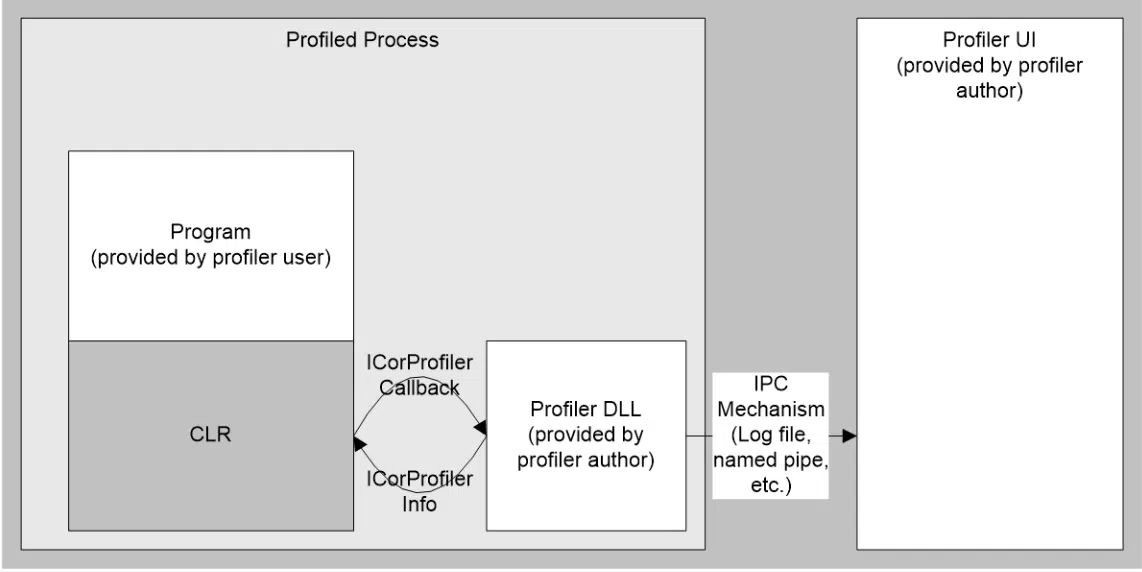 Profiled Process
Profiler UI
(provided by profiler
author)
Program
(provided by profiler user)
CLR
ICorProfiler
Callback
ICorProfiler
Info
Profiler DLL
(provided by
profiler author)
IPC
Mechanism
(Log file,
named pipe,
etc.)